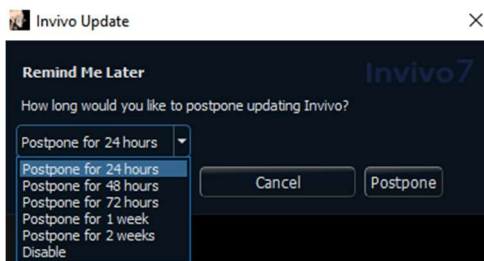 Invivo Update
Remind Me Later
Invivo7
How long would you like to postpone updating Invivo?
Postpone for 24 hours
Postpone for 24 hours
Postpone for 48 hours
Postpone for 72 hours
Postpone for 1 week
Postpone for 2 weeks
Disable
Cancel
Postpone